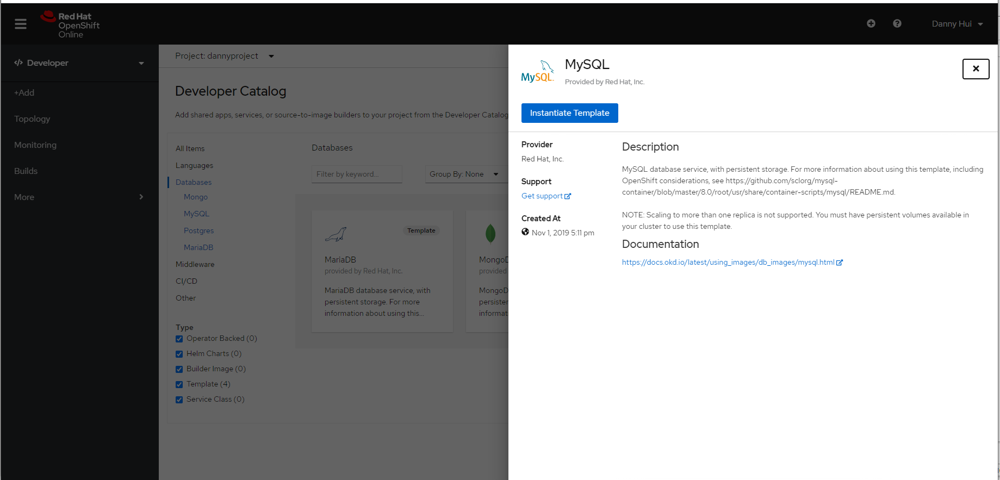 Red Hat
OpenShift
Online
Danny Hui
Developer
+Add
Topology
Monitoring
Builds
More
Project: dannyproject
Developer Catalog
Add shared apps, services, or source-to-image builders to your project from the Developer Catalog
All Items
Languages
Databases
Mongo
MySQL
Postgres
MariaDB
Middleware
CI/CD
Other
Type
Operator Backed (0)
Helm Charts (0)
Builder Image (0)
Template (4)
Service Class (0)
Databases
Filter by keyword...
Group By: None
Template
MariaDB
provided by Red Hat, Inc.
MariaDB database service, with
persistent storage. For more
information about using this...
MongoD
provided
MongoD
persister
informat
MySQL
MySQL
Provided by Red Hat, Inc.
Instantiate Template
Provider
Red Hat, Inc.
Support
Get support
Created At
Nov 1, 2019 5:11 pm
Description
MySQL database service, with persistent storage. For more information about using this template, including
OpenShift considerations, see https://github.com/sclorg/mysql-
container/blob/master/8.0/root/usr/share/container-scripts/mysql/README.md.
NOTE: Scaling to more than one replica is not supported. You must have persistent volumes available in
your cluster to use this template.
Documentation
https://docs.okd.io/latest/using_images/db_images/mysql.html